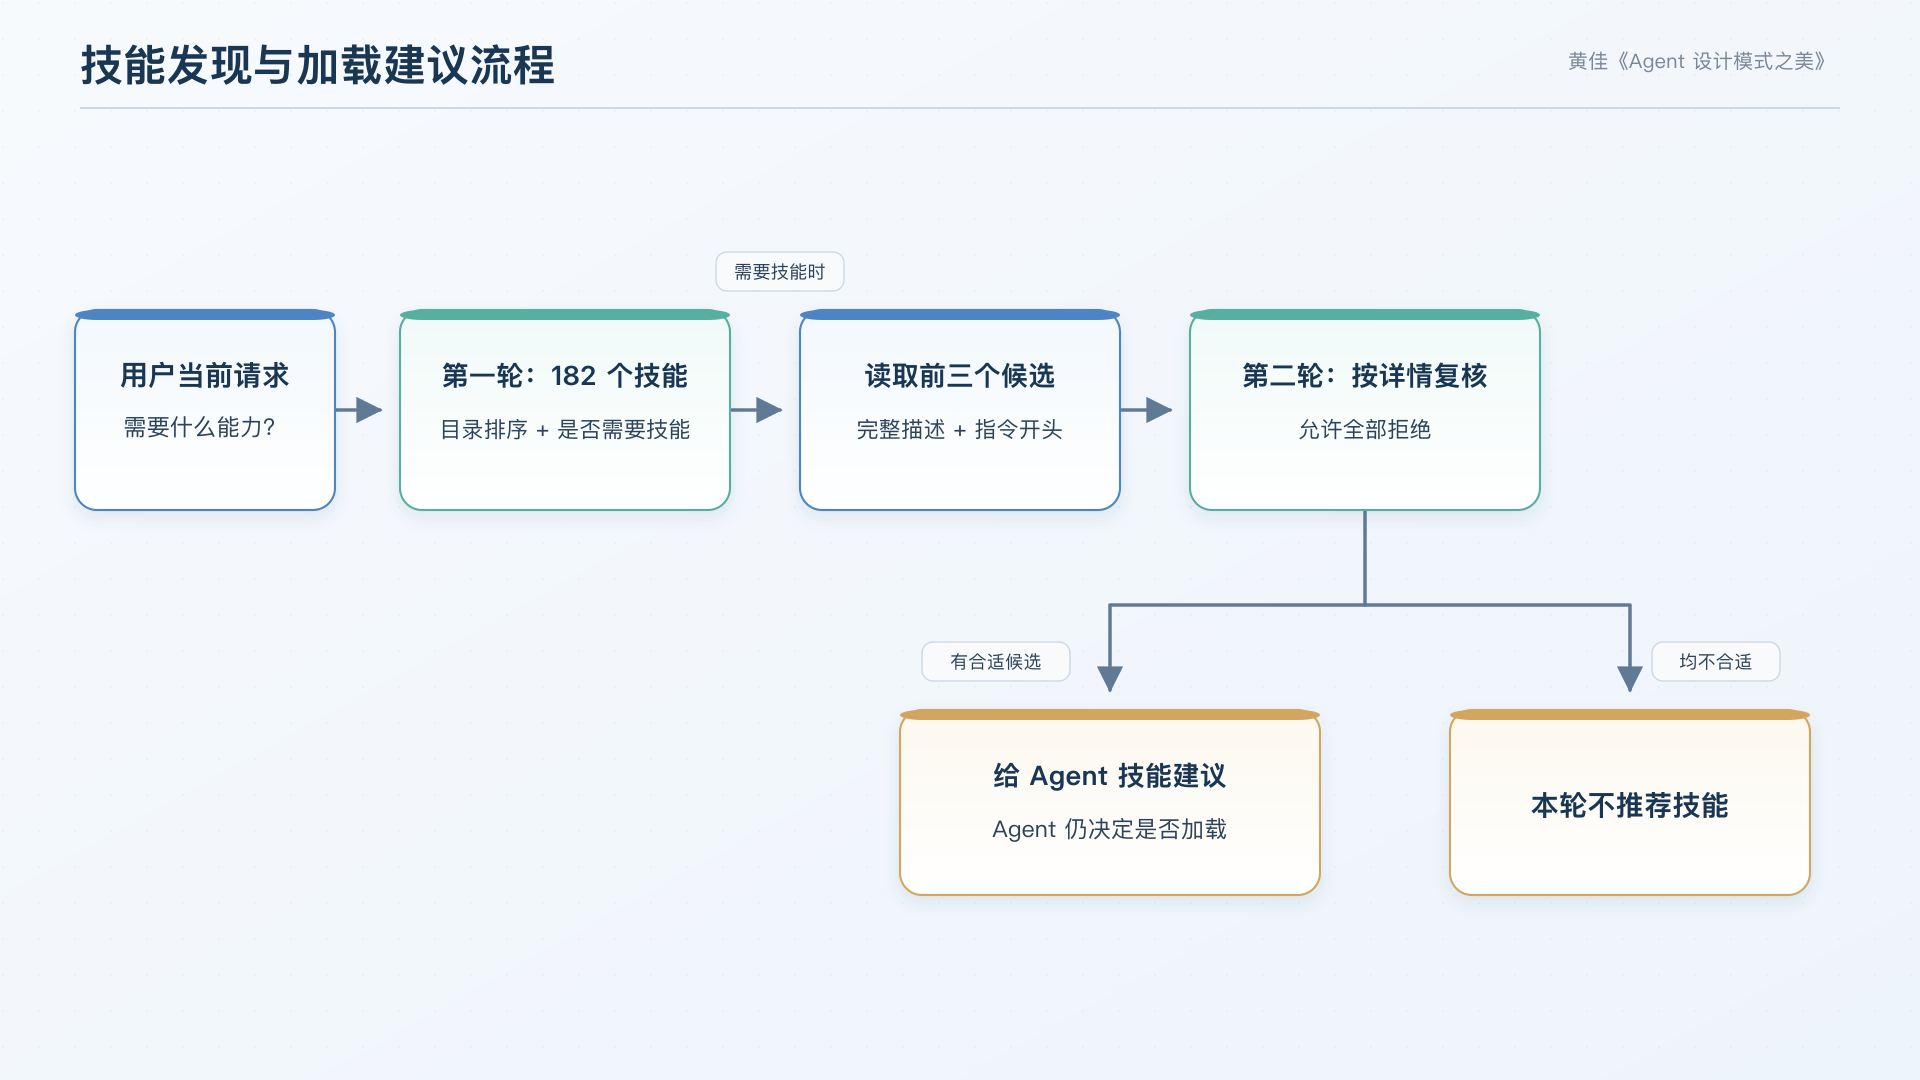 技能发现与加载建议流程
黄佳《Agent 设计模式之美》
需要技能时
用户当前请求
需要什么能力?
第一轮：182 个技能
目录排序 + 是否需要技能
读取前三个候选
完整描述 + 指令开头
第二轮：按详情复核
允许全部拒绝
有合适候选
均不合适
给 Agent 技能建议
Agent 仍决定是否加载
本轮不推荐技能